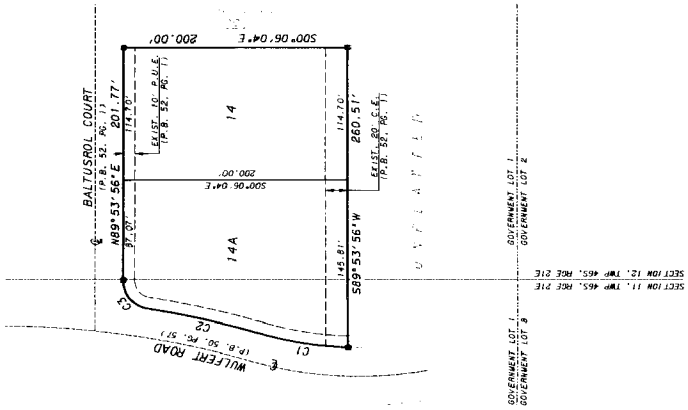 200.00'
S00°06'04"E
BALTUSROL COURT
(P.B. 52, PG. 1)
N89°53'56"E
201.77'
114.70'
87.07'
EXIST. 10' P.U.E.
(P.B. 52, PG. 1)
14
S00°06'04"E
200.00'
14A
114.70'
260.51'
145.81'
S89°53'56"W
EXIST. 20' C.E.
(P.B. 52, PG. 1)
UNPLATTED
C3
C2
C1
(P.B. 50, PG. 57)
WULFERT ROAD
GOVERNMENT LOT 1
GOVERNMENT LOT 2
SECTION 12, TWP 46S, RGE 21E
SECTION 11, TWP 46S, RGE 21E
GOVERNMENT LOT 1
GOVERNMENT LOT 8